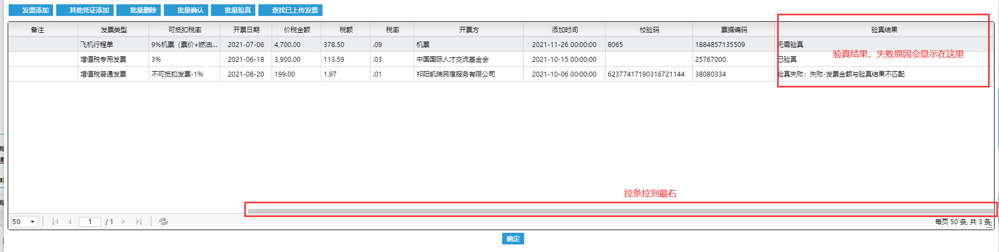 发票添加 其他凭证添加 批量删除 批量确认 批量验真 查找已上传发票
备注 发票类型 可抵扣税率 开票日期 价税金额 税额 税率 开票方 添加时间 校验码 票据编码 验真结果
飞机行程单 9%机票（票价+燃油... 2021-07-06 4,700.00 378.50 .09 机票 2021-11-26 00:00:00 8065 1884857135509 无需验真
验真结果、失败原因会显示在这里
增值税专用发票 3% 2021-06-18 3,900.00 113.59 .03 中国国际人才交流基金会 2021-10-15 00:00:00 25767000 已验真
增值税普通发票 不可抵扣发票-1% 2021-08-20 199.00 1.97 .01 祁阳凯瑞民宿服务有限公司 2021-10-06 00:00:00 62377417190316721144 38080334 验真失败：失败-发票金额与验真结果不匹配
拉条拉到最右
50 1 / 1 每页 50 条, 共 3 条
确定